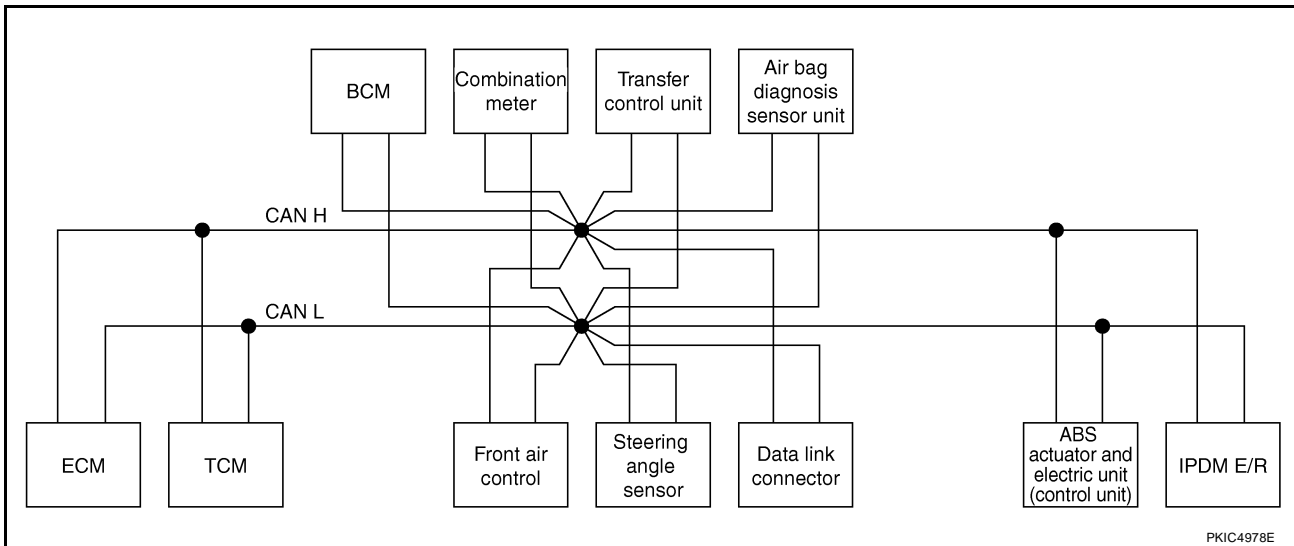 BCM
Combination
meter
Transfer
control unit
Air bag
diagnosis
sensor unit
CAN H
CAN L
ECM
TCM
Front air
control
Steering
angle
sensor
Data link
connector
ABS
actuator and
electric unit
(control unit)
IPDM E/R
PKIC4978E